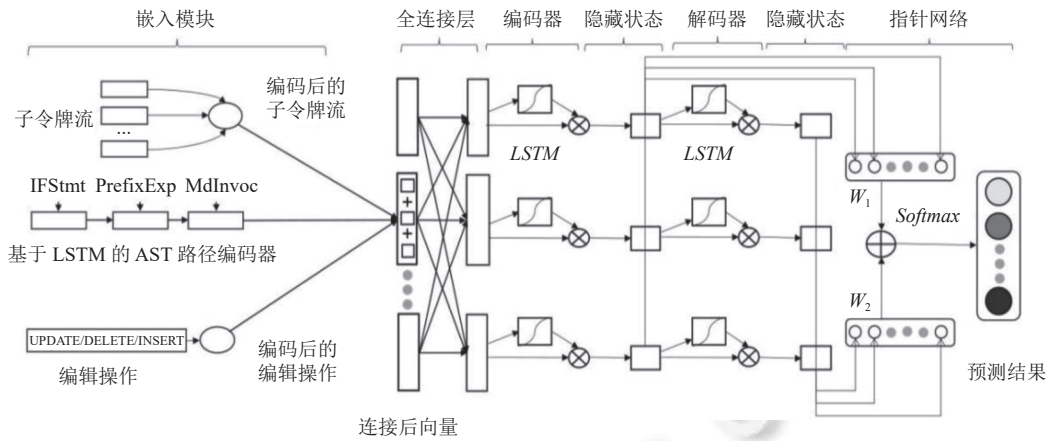 嵌入模块
全连接层
编码器
隐藏状态
解码器
隐藏状态
指针网络
子令牌流
...
编码后的
子令牌流
IFStmt PrefixExp MdInvoc
基于 LSTM 的 AST 路径编码器
UPDATE/DELETE/INSERT
编辑操作
编码后的
编辑操作
+
+
连接后向量
LSTM
LSTM
W1
Softmax
W2
预测结果